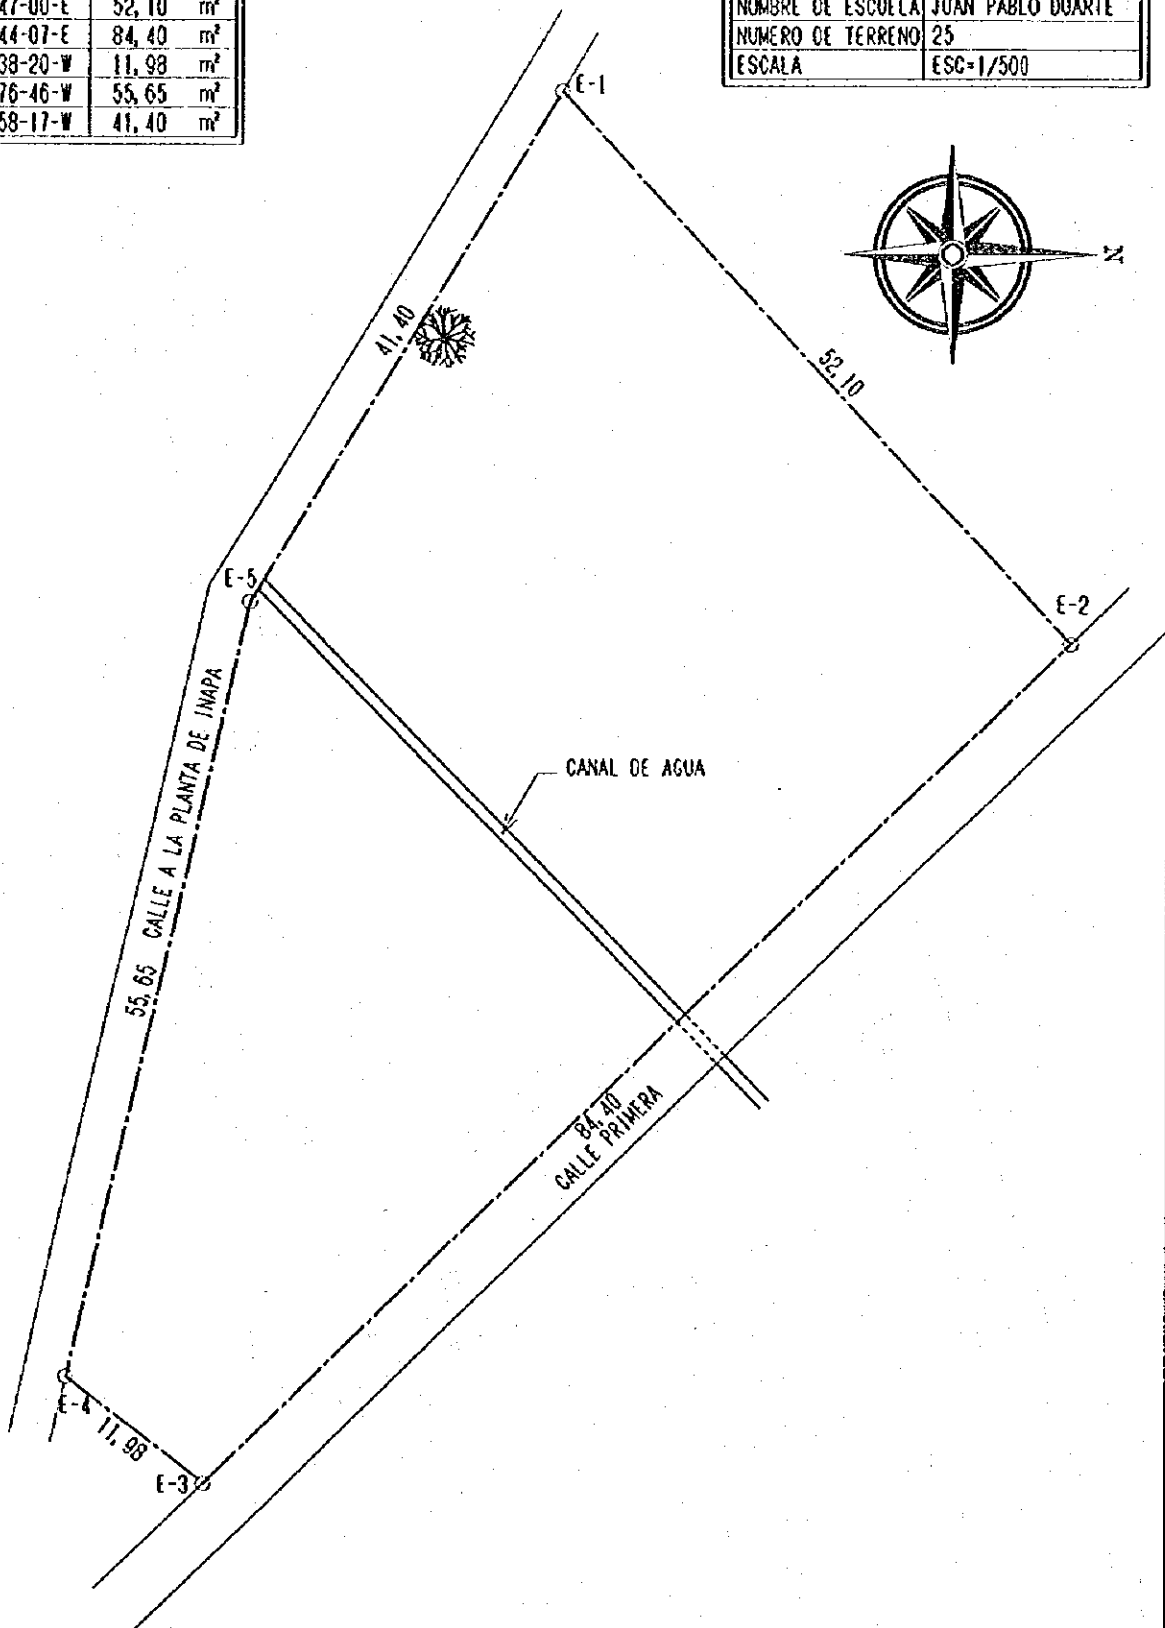 47-00-E 52,10 m²
44-07-E 84,40 m²
38-20-W 11,98 m²
76-46-W 55,65 m²
58-17-W 41,40 m²
NOMBRE DE ESCUELA JUAN PABLO DUARTE
NUMERO DE TERRENO 25
ESCALA ESC=1/500
E-1
N
41,40
52,10
E-5
E-2
CANAL DE AGUA
55,65 CALLE A LA PLANTA DE INAPA
84,40
CALLE PRIMERA
E-4
11,98
E-3